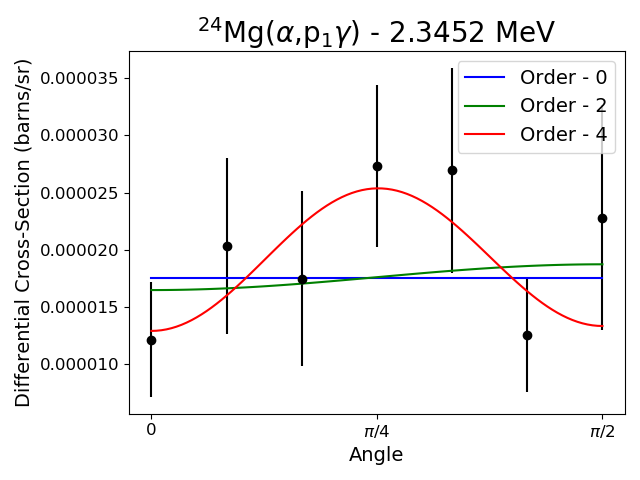 ²⁴Mg(α,p₁γ) - 2.3452 MeV
Differential Cross-Section (barns/sr)
0.000035
0.000030
0.000025
0.000020
0.000015
0.000010
Order - 0
Order - 2
Order - 4
0
π/4
π/2
Angle